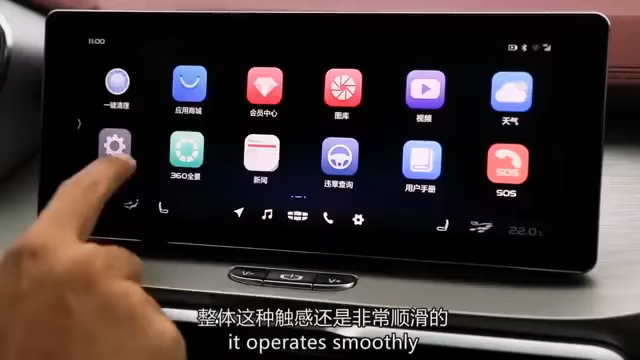 11:00
一键清理
应用商城
会员中心
图库
视频
天气
360全景
新闻
违章查询
用户手册
SOS
SOS
22.0℃
V-
V+
整体这种触感还是非常顺滑的
it operates smoothly